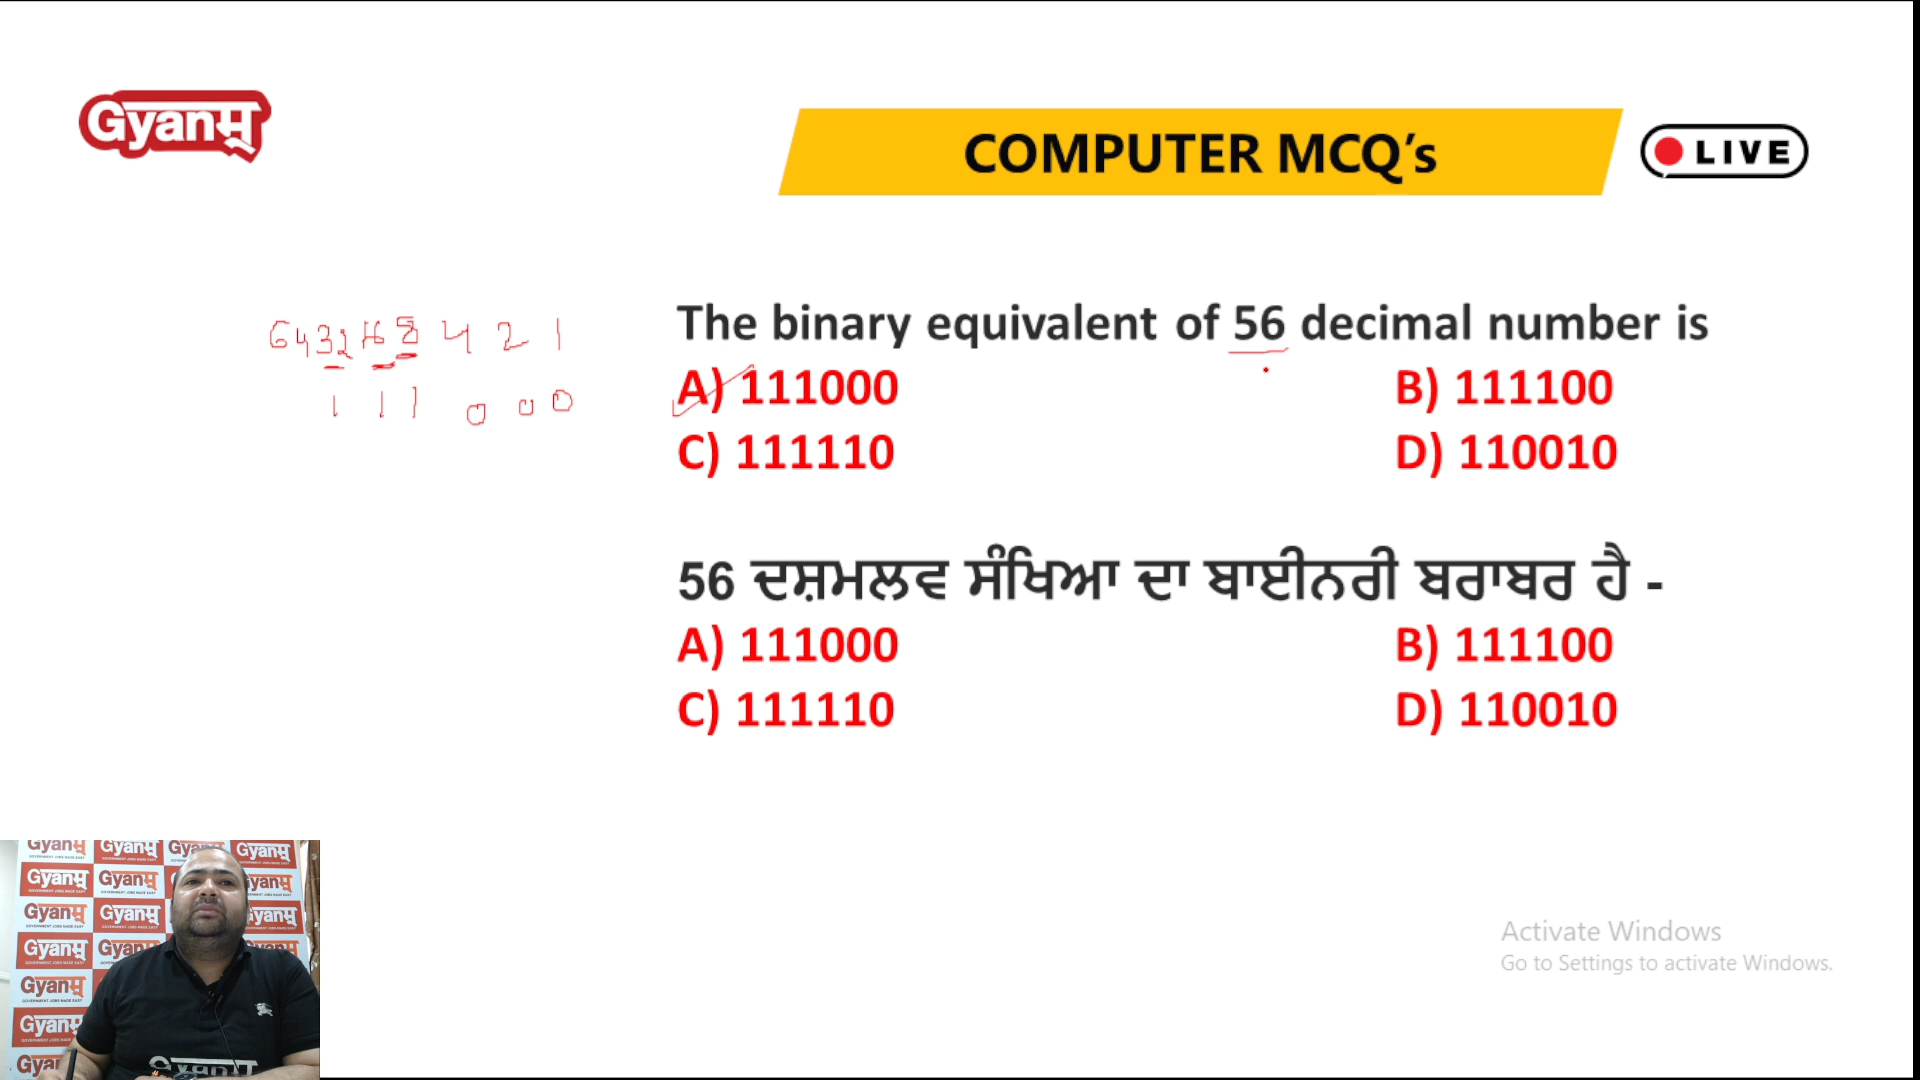 Gyanम्
COMPUTER MCQ’s
LIVE
64 32 16 8 4 2 1
1 1 1 0 0 0
The binary equivalent of 56 decimal number is
A) 111000 B) 111100
C) 111110 D) 110010
56 ਦਸ਼ਮਲਵ ਸੰਖਿਆ ਦਾ ਬਾਈਨਰੀ ਬਰਾਬਰ ਹੈ -
A) 111000 B) 111100
C) 111110 D) 110010
Activate Windows
Go to Settings to activate Windows.